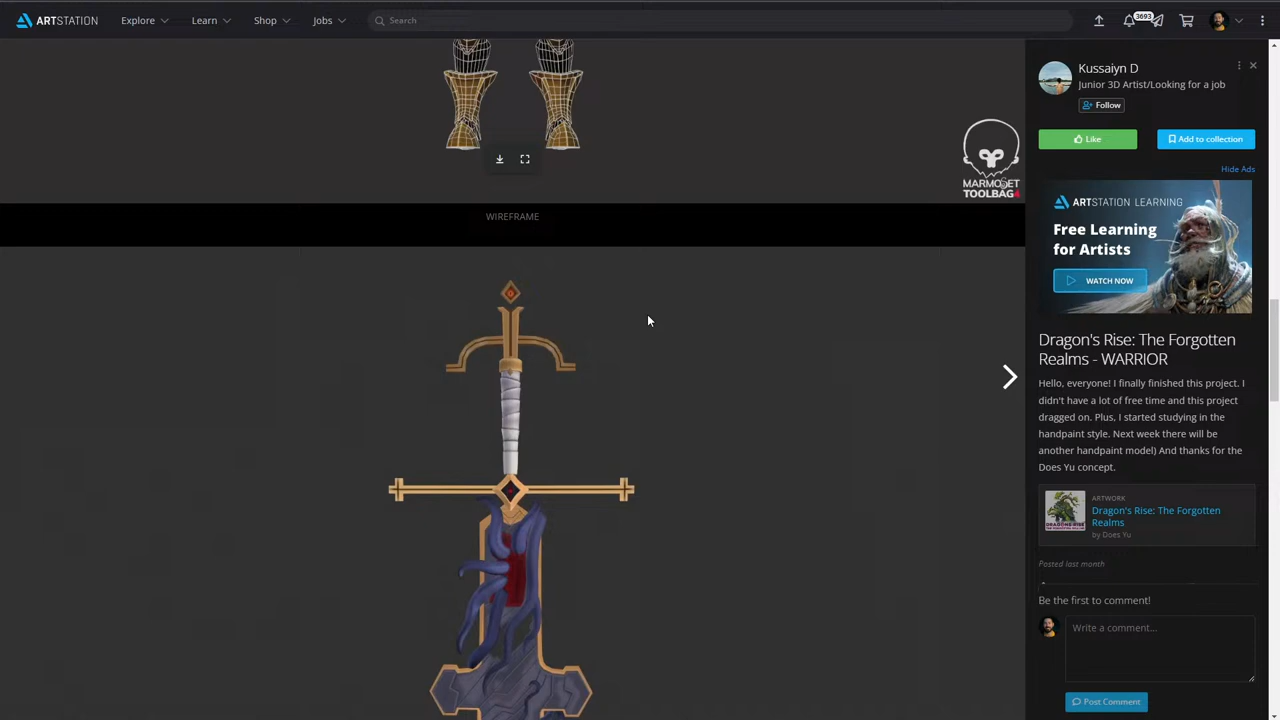 ARTSTATION Explore Learn Shop Jobs Search 3693
MARMOSET
TOOLBAG
WIREFRAME
Kussaiyn D
Junior 3D Artist/Looking for a job
Follow
Like Add to collection
Hide Ads
ARTSTATION LEARNING
Free Learning
for Artists
WATCH NOW
Dragon's Rise: The Forgotten
Realms - WARRIOR
Hello, everyone! I finally finished this project. I
didn't have a lot of free time and this project
dragged on. Plus, I started studying in the
handpaint style. Next week there will be
another handpaint model) And thanks for the
Does Yu concept.
ARTWORK
Dragon's Rise: The Forgotten
Realms
by Does Yu
Posted last month
Be the first to comment!
Write a comment...
Post Comment